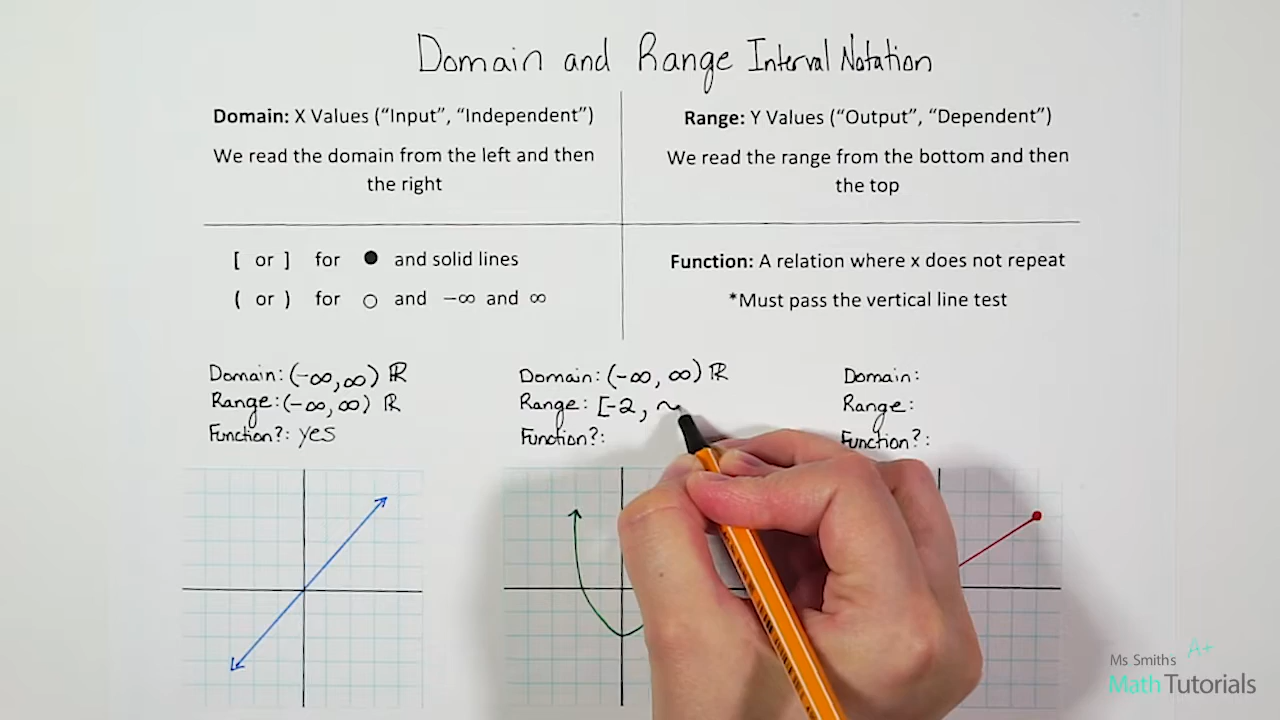 Domain and Range Interval Notation
Domain: X Values ("Input", "Independent")
We read the domain from the left and then
the right
Range: Y Values ("Output", "Dependent")
We read the range from the bottom and then
the top
[ or ] for ● and solid lines
( or ) for ○ and −∞ and ∞
Function: A relation where x does not repeat
*Must pass the vertical line test
Domain: (-∞, ∞) ℝ
Range: (-∞, ∞) ℝ
Function?: yes
Domain: (-∞, ∞) ℝ
Range: [-2,
Function?:
Domain:
Range:
Function?:
Ms Smiths A+
Math Tutorials